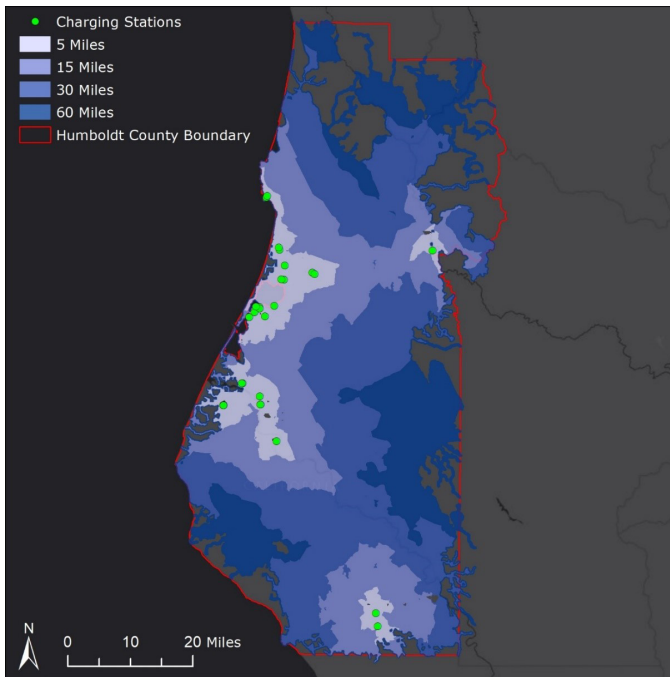 Charging Stations
5 Miles
15 Miles
30 Miles
60 Miles
Humboldt County Boundary
N
0 10 20 Miles